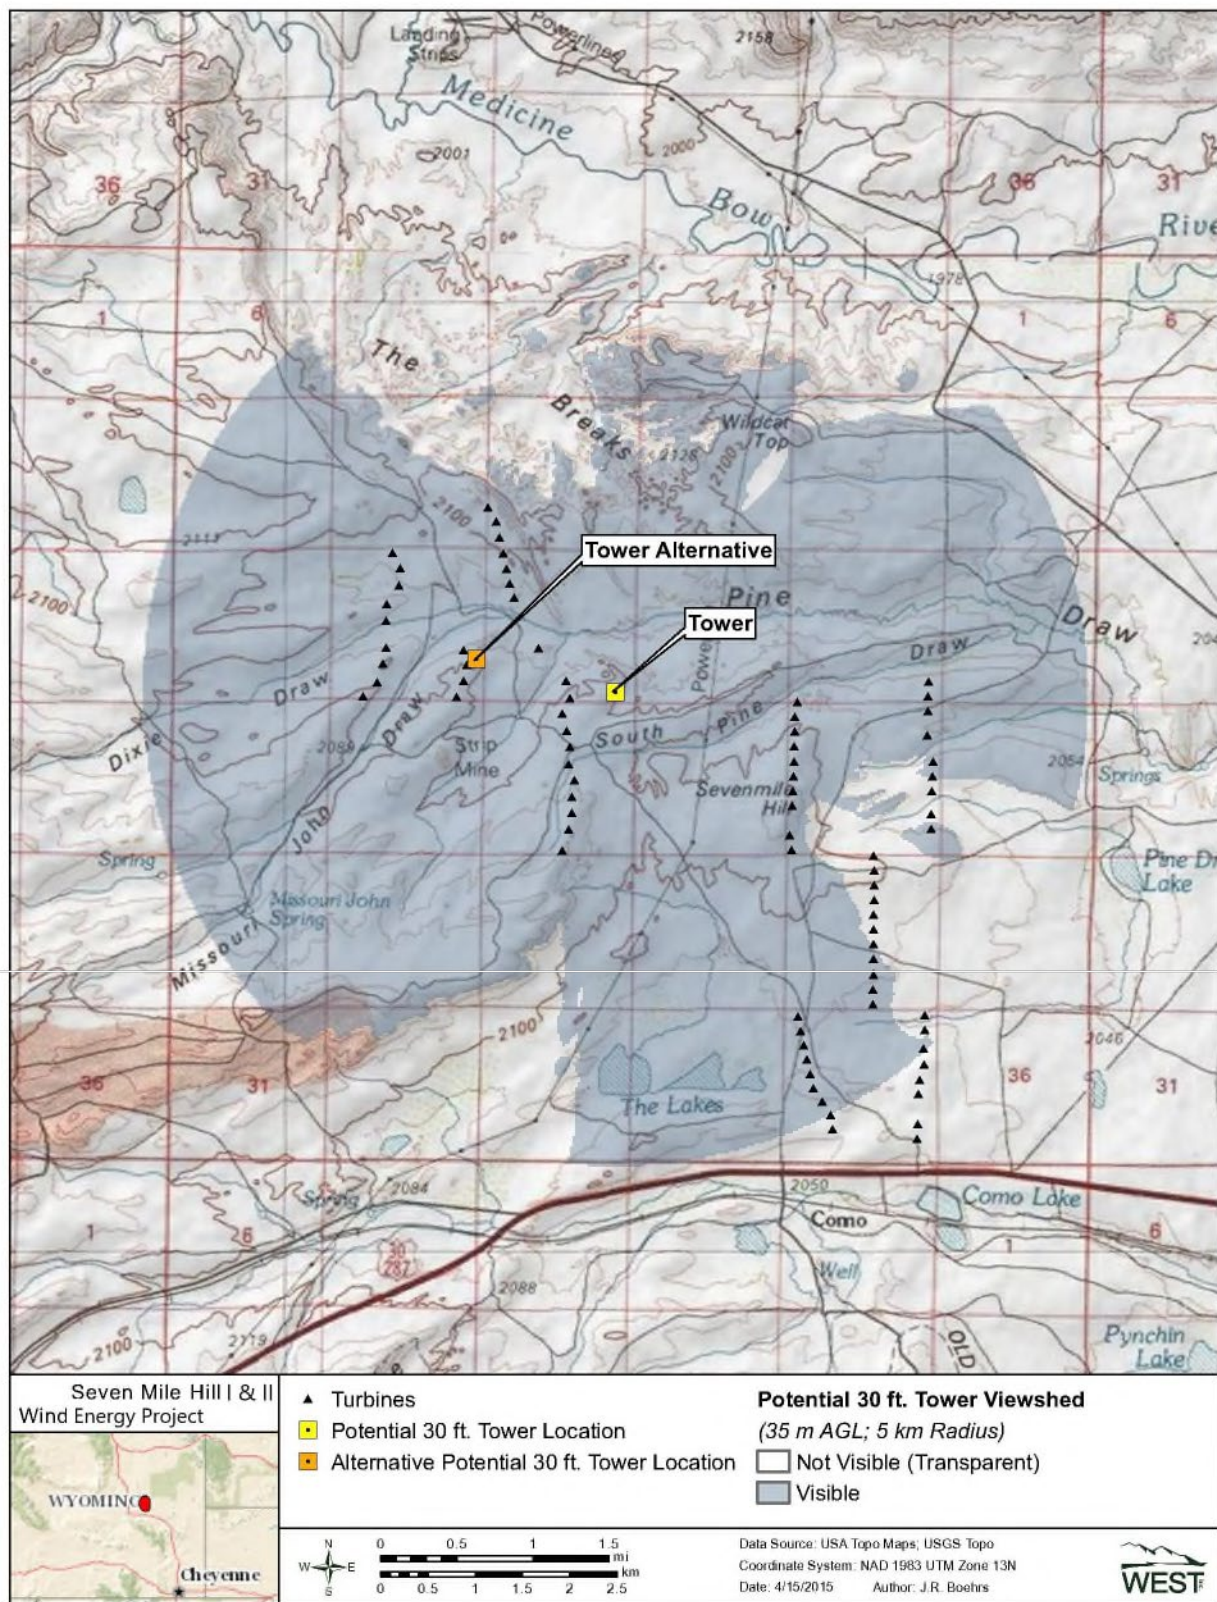 Landing
Strips
Powerline
2158
Medicine
2001
2000
36
31
36
31
Bow
River
1978
1
6
1
6
The
Breaks
Wildcat
Top
2100
2126
2100
2117
Tower Alternative
2100
Pine
Draw
Tower
Draw
Draw
Draw
Dixie
South
Pine
2089
Strip
Mine
2054
Springs
Sevenmile
Hill
John
Spring
Pine
Lake
Missouri John
Spring
Missouri
2100
2046
36
31
36
31
The Lakes
Spring
2084
2050
Como Lake
Como
1
6
1
6
30
287
Well
2088
2119
2100
OLD
Pynchin
Lake
Seven Mile Hill I & II
Wind Energy Project
WYOMING
Cheyenne
Turbines
Potential 30 ft. Tower Location
Alternative Potential 30 ft. Tower Location
Potential 30 ft. Tower Viewshed
(35 m AGL; 5 km Radius)
Not Visible (Transparent)
Visible
N
W E
S
0 0.5 1 1.5
mi
km
0 0.5 1 1.5 2 2.5
Data Source: USA Topo Maps; USGS Topo
Coordinate System: NAD 1983 UTM Zone 13N
Date: 4/15/2015 Author: J.R. Boehrs
WEST